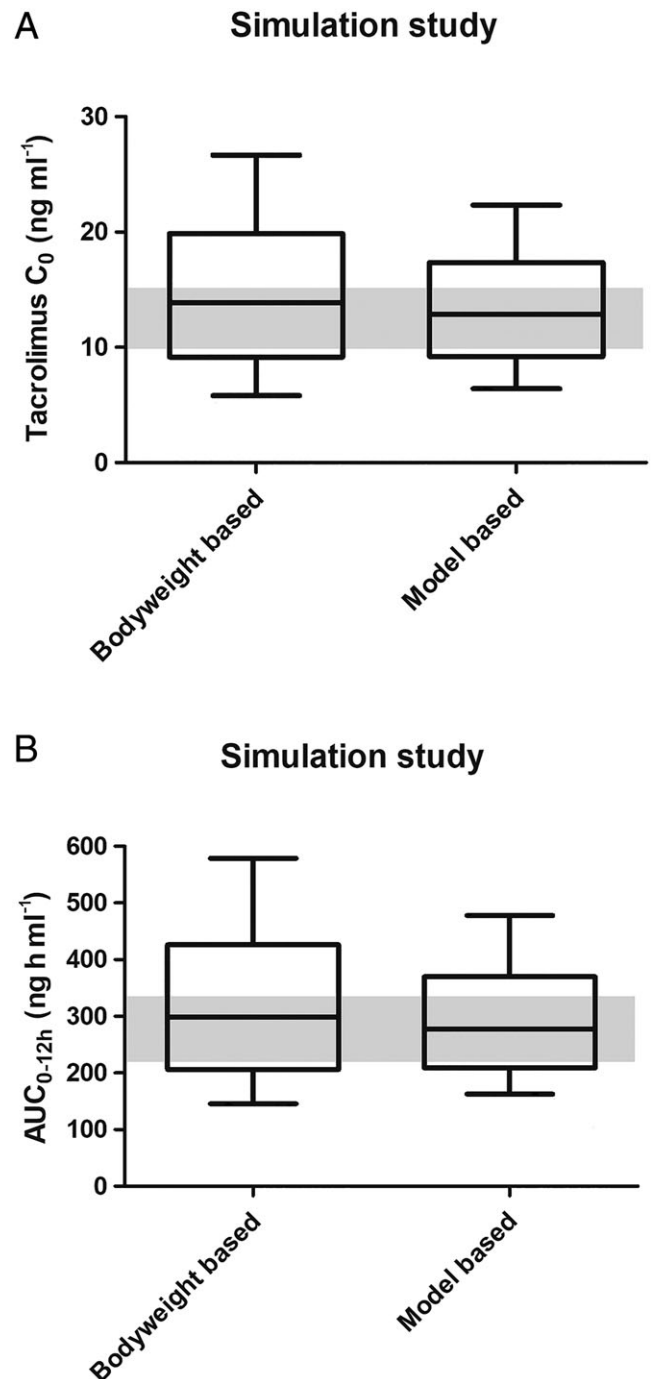 A
Simulation study
Tacrolimus C₀ (ng ml⁻¹)
30
20
10
0
Bodyweight based
Model based
B
Simulation study
AUC₀₋₁₂ₕ (ng h ml⁻¹)
600
500
400
300
200
100
0
Bodyweight based
Model based